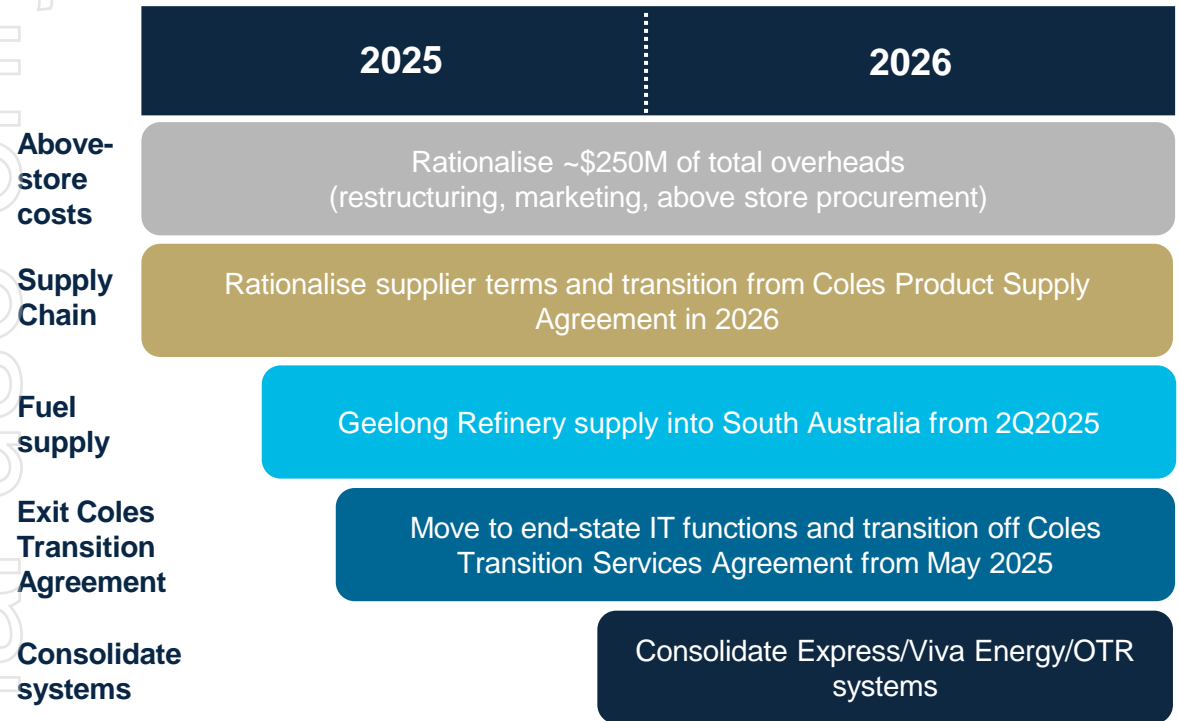 2025
2026
Above-
store
costs
Rationalise ~$250M of total overheads
(restructuring, marketing, above store procurement)
Supply
Chain
Rationalise supplier terms and transition from Coles Product Supply
Agreement in 2026
Fuel
supply
Geelong Refinery supply into South Australia from 2Q2025
Exit Coles
Transition
Agreement
Move to end-state IT functions and transition off Coles
Transition Services Agreement from May 2025
Consolidate
systems
Consolidate Express/Viva Energy/OTR
systems